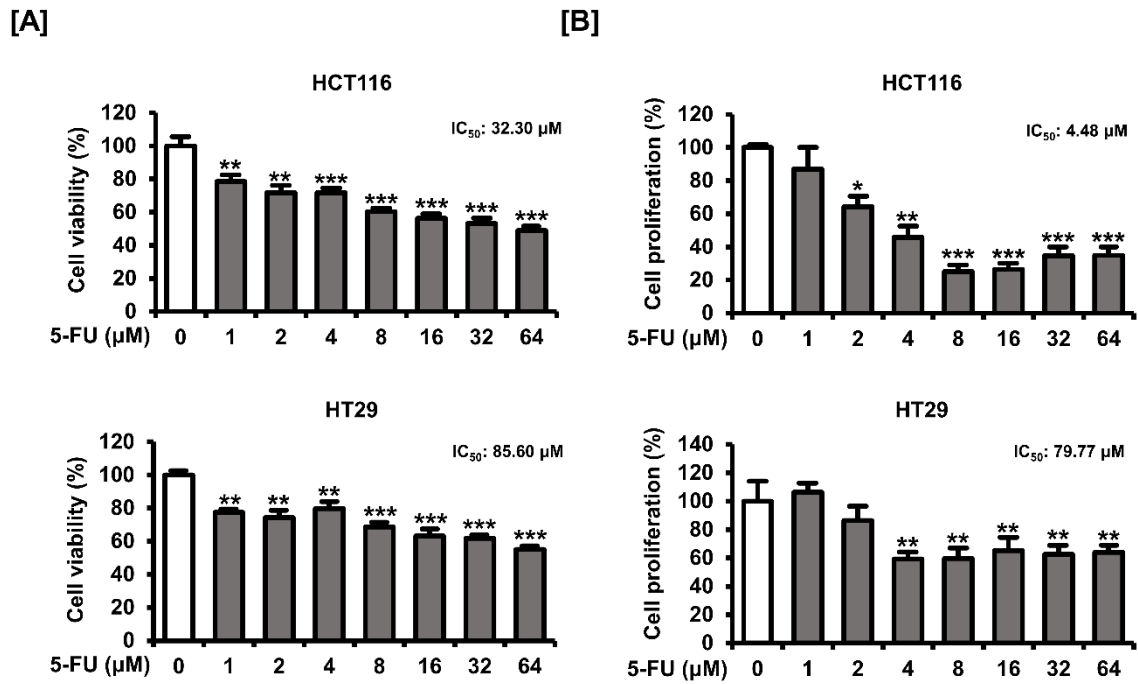 [A]
HCT116
IC50: 32.30 µM
Cell viability (%)
120
100
80
60
40
20
0
** ** *** *** *** *** ***
5-FU (µM) 0 1 2 4 8 16 32 64
HT29
IC50: 85.60 µM
Cell viability (%)
120
100
80
60
40
20
0
** ** ** *** *** *** ***
5-FU (µM) 0 1 2 4 8 16 32 64
[B]
HCT116
IC50: 4.48 µM
Cell proliferation (%)
120
100
80
60
40
20
0
* ** *** *** *** ***
5-FU (µM) 0 1 2 4 8 16 32 64
HT29
IC50: 79.77 µM
Cell proliferation (%)
140
120
100
80
60
40
20
0
** ** ** ** **
5-FU (µM) 0 1 2 4 8 16 32 64